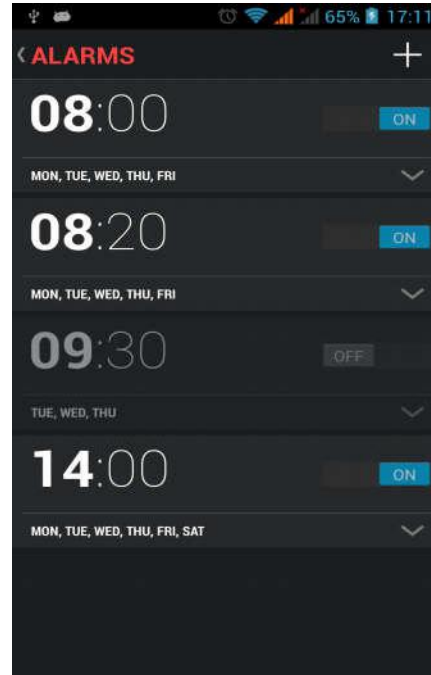 65% 17:11
ALARMS
08:00
ON
MON, TUE, WED, THU, FRI
08:20
ON
MON, TUE, WED, THU, FRI
09:30
OFF
TUE, WED, THU
14:00
ON
MON, TUE, WED, THU, FRI, SAT